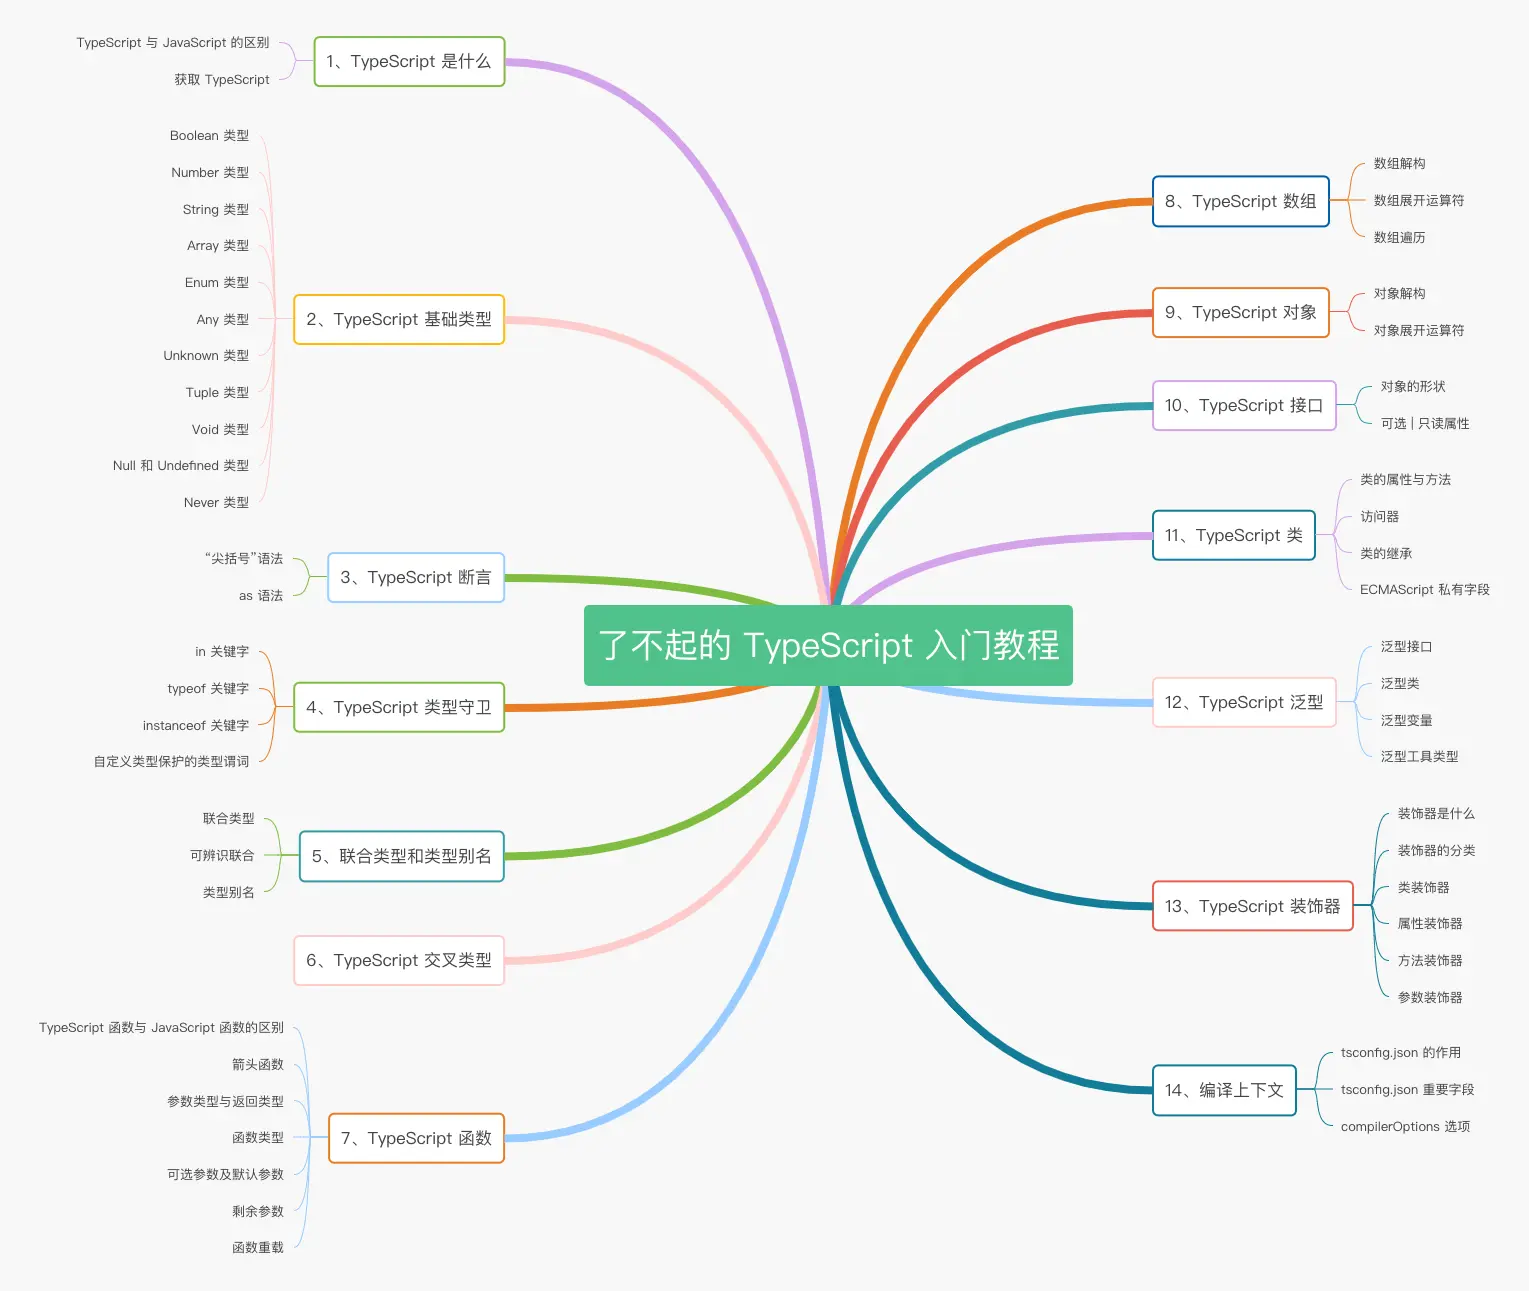 了不起的 TypeScript 入门教程
1、TypeScript 是什么
TypeScript 与 JavaScript 的区别
获取 TypeScript
2、TypeScript 基础类型
Boolean 类型
Number 类型
String 类型
Array 类型
Enum 类型
Any 类型
Unknown 类型
Tuple 类型
Void 类型
Null 和 Undefined 类型
Never 类型
3、TypeScript 断言
“尖括号”语法
as 语法
4、TypeScript 类型守卫
in 关键字
typeof 关键字
instanceof 关键字
自定义类型保护的类型谓词
5、联合类型和类型别名
联合类型
可辨识联合
类型别名
6、TypeScript 交叉类型
7、TypeScript 函数
TypeScript 函数与 JavaScript 函数的区别
箭头函数
参数类型与返回类型
函数类型
可选参数及默认参数
剩余参数
函数重载
8、TypeScript 数组
数组解构
数组展开运算符
数组遍历
9、TypeScript 对象
对象解构
对象展开运算符
10、TypeScript 接口
对象的形状
可选 | 只读属性
11、TypeScript 类
类的属性与方法
访问器
类的继承
ECMAScript 私有字段
12、TypeScript 泛型
泛型接口
泛型类
泛型变量
泛型工具类型
13、TypeScript 装饰器
装饰器是什么
装饰器的分类
类装饰器
属性装饰器
方法装饰器
参数装饰器
14、编译上下文
tsconfig.json 的作用
tsconfig.json 重要字段
compilerOptions 选项